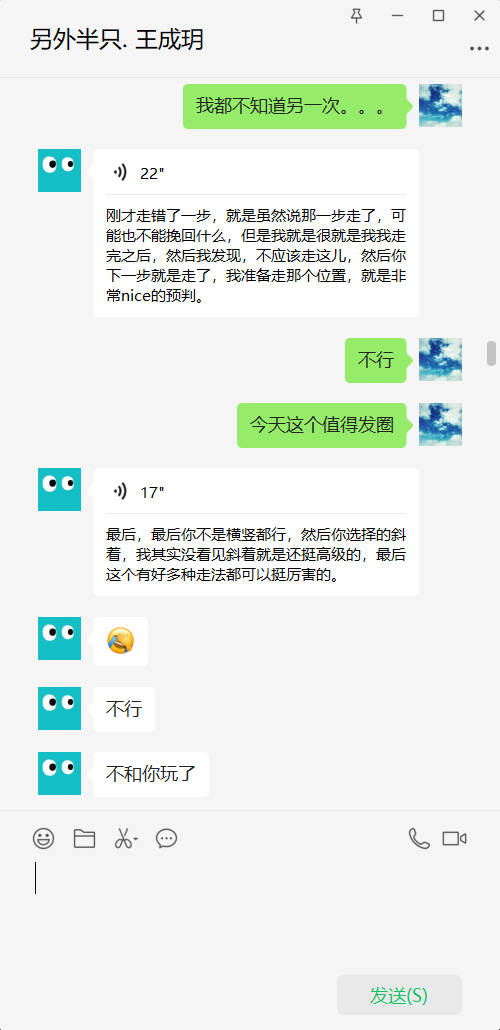 另外半只. 王成玥
我都不知道另一次。。。
22"
刚才走错了一步，就是虽然说那一步走了，可
能也不能挽回什么，但是我就是很就是我我走
完之后，然后我发现，不应该走这儿，然后你
下一步就是走了，我准备走那个位置，就是非
常nice的预判。
不行
今天这个值得发圈
17"
最后，最后你不是横竖都行，然后你选择的斜
着，我其实没看见斜着就是还挺高级的，最后
这个有好多种走法都可以挺厉害的。
不行
不和你玩了
发送(S)